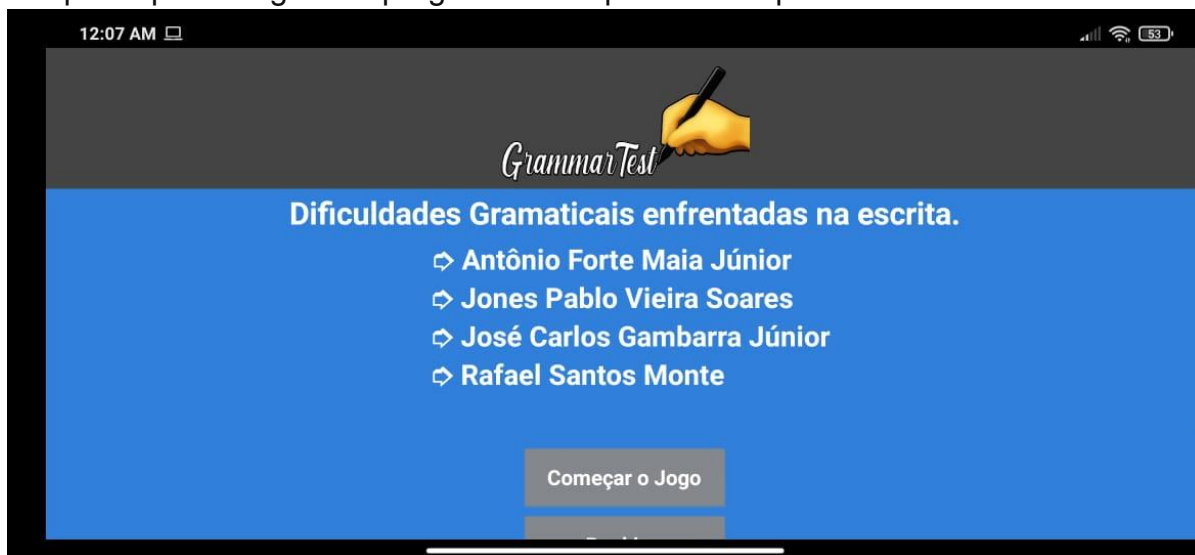 12:07 AM
53
GrammarTest
Dificuldades Gramaticais enfrentadas na escrita.
➩ Antônio Forte Maia Júnior
➩ Jones Pablo Vieira Soares
➩ José Carlos Gambarra Júnior
➩ Rafael Santos Monte
Começar o Jogo